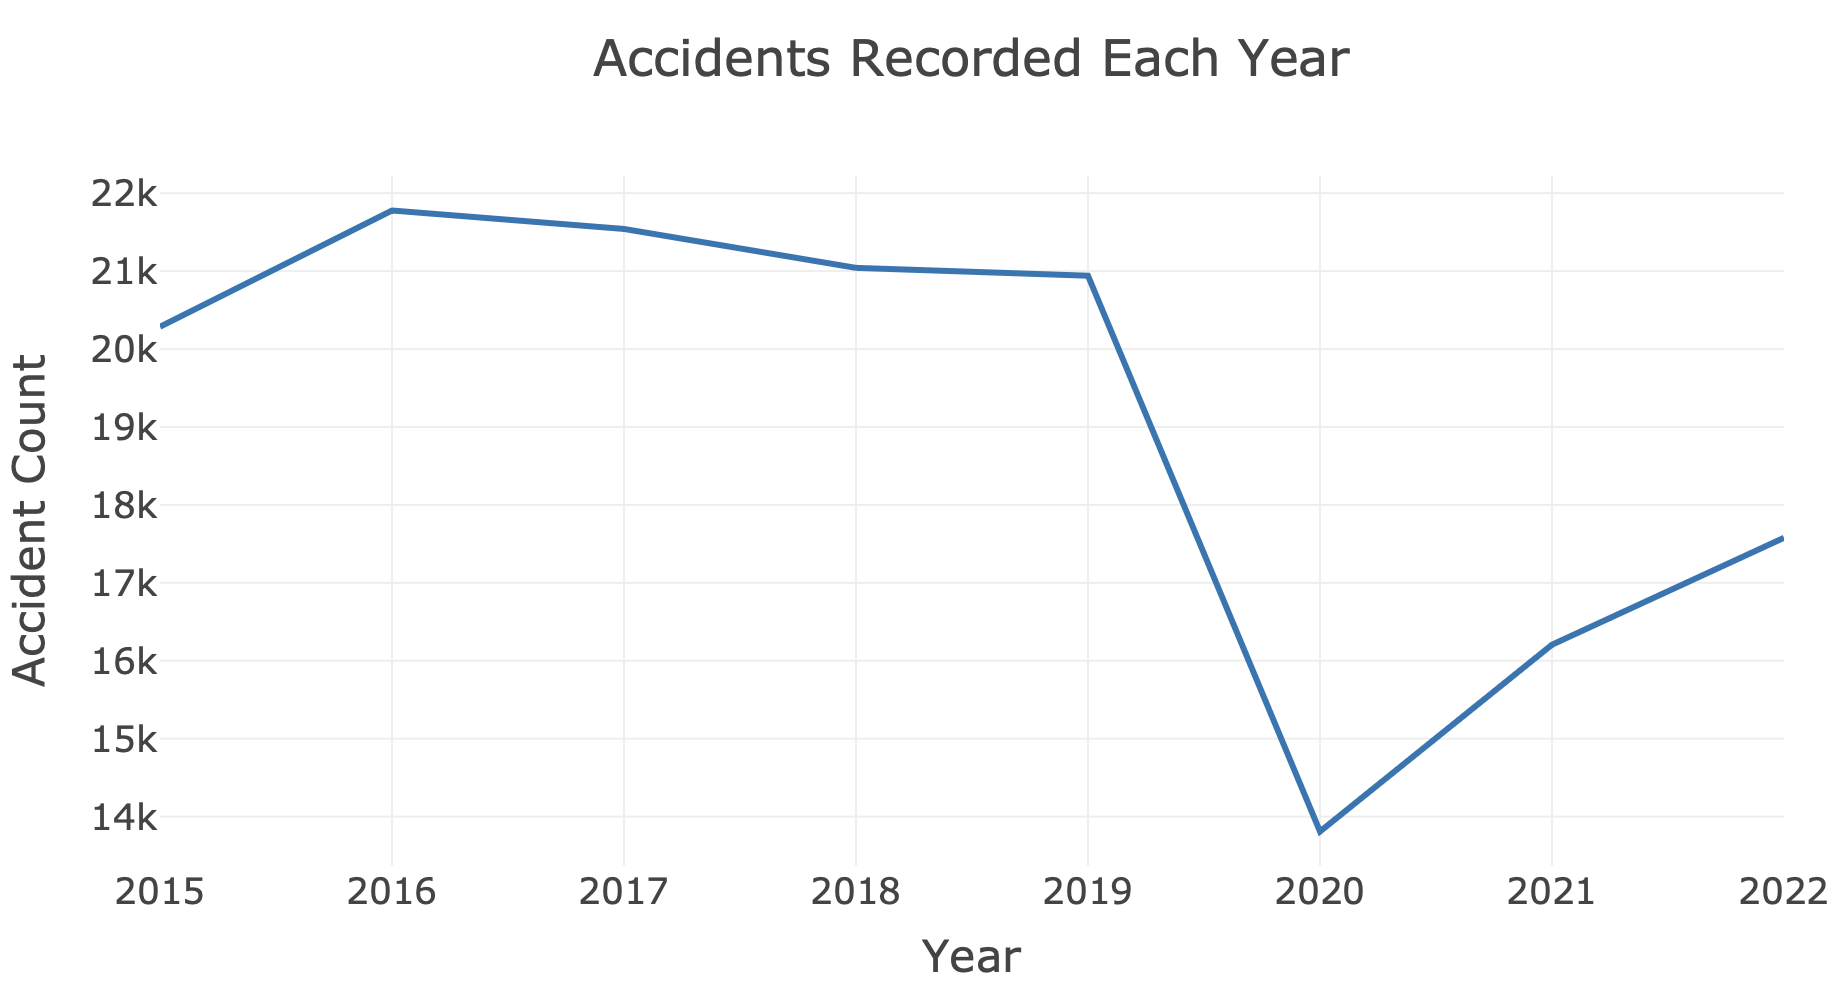 Accidents Recorded Each Year
22k
21k
20k
19k
18k
17k
16k
15k
14k
Accident Count
2015 2016 2017 2018 2019 2020 2021 2022
Year